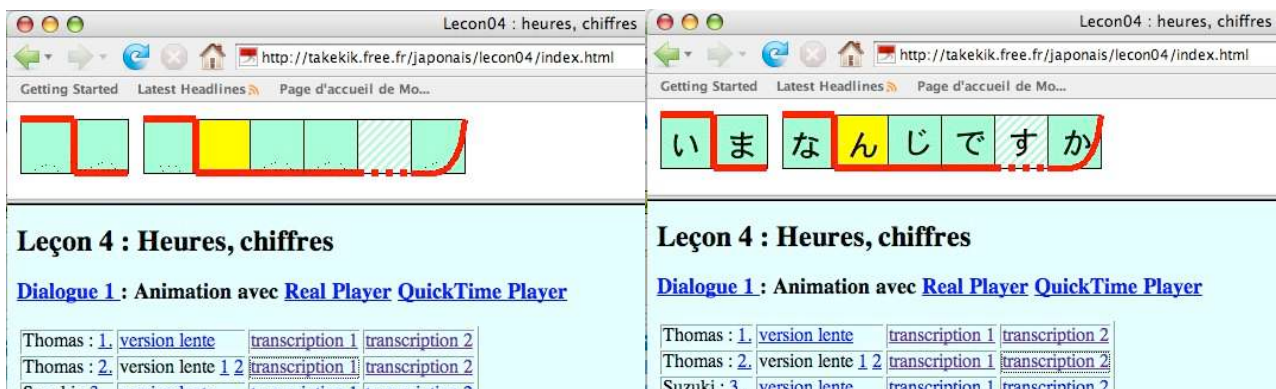 Lecon04 : heures, chiffres
http://takekik.free.fr/japonais/lecon04/index.html
Getting Started Latest Headlines Page d'accueil de Mo...
Leçon 4 : Heures, chiffres
Dialogue 1 : Animation avec Real Player QuickTime Player
Thomas : 1. version lente transcription 1 transcription 2
Thomas : 2. version lente 1 2 transcription 1 transcription 2
Lecon04 : heures, chiffres
http://takekik.free.fr/japonais/lecon04/index.html
Getting Started Latest Headlines Page d'accueil de Mo...
いま なんじですか
Leçon 4 : Heures, chiffres
Dialogue 1 : Animation avec Real Player QuickTime Player
Thomas : 1. version lente transcription 1 transcription 2
Thomas : 2. version lente 1 2 transcription 1 transcription 2
Suzuki : 3. version lente transcription 1 transcription 2